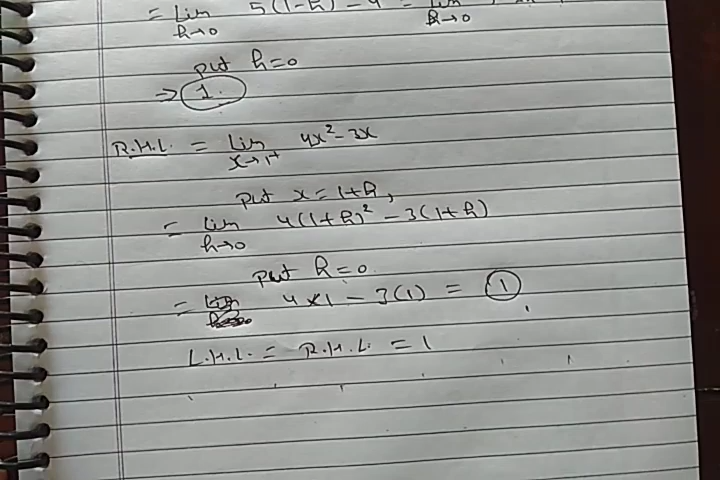 = Lim 5(1-h) - 4 = Lim
h→0 h→0
put h=0
⇒ 1.
R.H.L. = Lim 4x² - 3x
x→1⁺
put x = 1+h,
= Lim 4(1+h)² - 3(1+h)
h→0
put h=0.
= Lim 4×1 - 3(1) = 1
L.H.L. = R.H.L. = 1